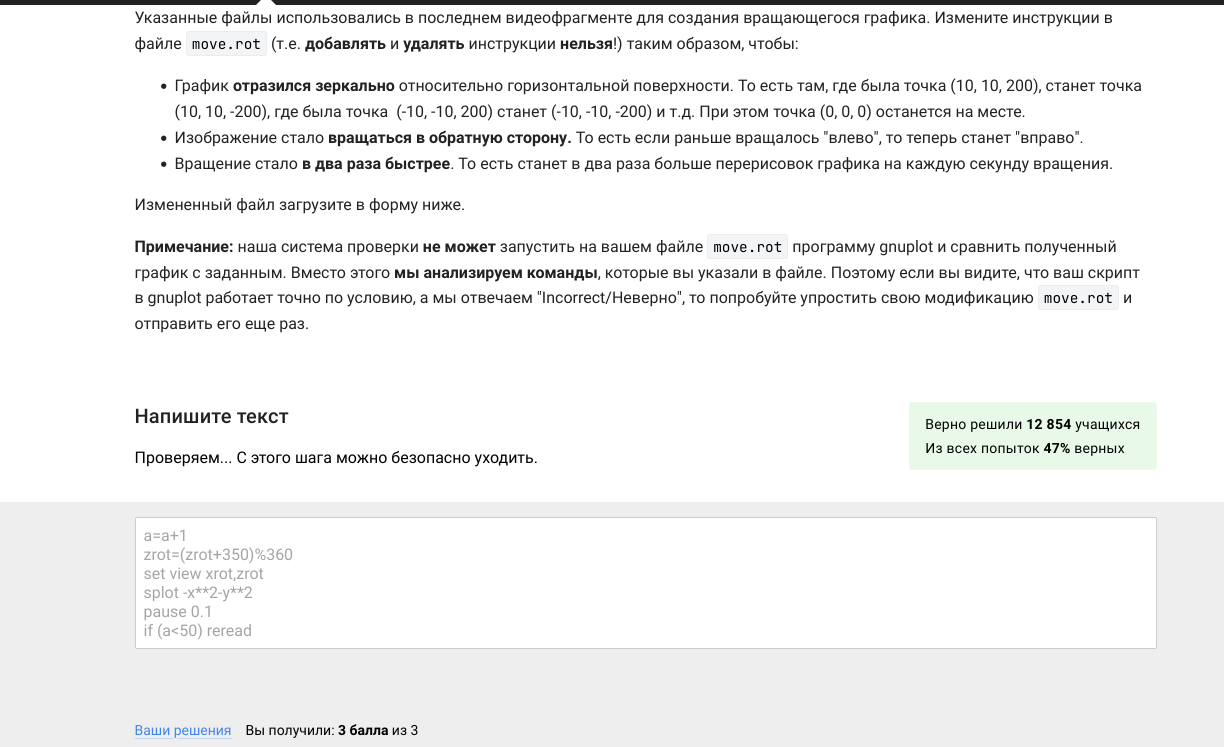 Указанные файлы использовались в последнем видеофрагменте для создания вращающегося графика. Измените инструкции в
файле move.rot (т.е. добавлять и удалять инструкции нельзя!) таким образом, чтобы:
• График отразился зеркально относительно горизонтальной поверхности. То есть там, где была точка (10, 10, 200), станет точка
(10, 10, -200), где была точка (-10, -10, 200) станет (-10, -10, -200) и т.д. При этом точка (0, 0, 0) останется на месте.
• Изображение стало вращаться в обратную сторону. То есть если раньше вращалось "влево", то теперь станет "вправо".
• Вращение стало в два раза быстрее. То есть станет в два раза больше перерисовок графика на каждую секунду вращения.
Измененный файл загрузите в форму ниже.
Примечание: наша система проверки не может запустить на вашем файле move.rot программу gnuplot и сравнить полученный
график с заданным. Вместо этого мы анализируем команды, которые вы указали в файле. Поэтому если вы видите, что ваш скрипт
в gnuplot работает точно по условию, а мы отвечаем "Incorrect/Неверно", то попробуйте упростить свою модификацию move.rot и
отправить его еще раз.
Напишите текст
Верно решили 12 854 учащихся
Из всех попыток 47% верных
Проверяем... С этого шага можно безопасно уходить.
a=a+1
zrot=(zrot+350)%360
set view xrot,zrot
splot -x**2-y**2
pause 0.1
if (a<50) reread
Ваши решения Вы получили: 3 балла из 3